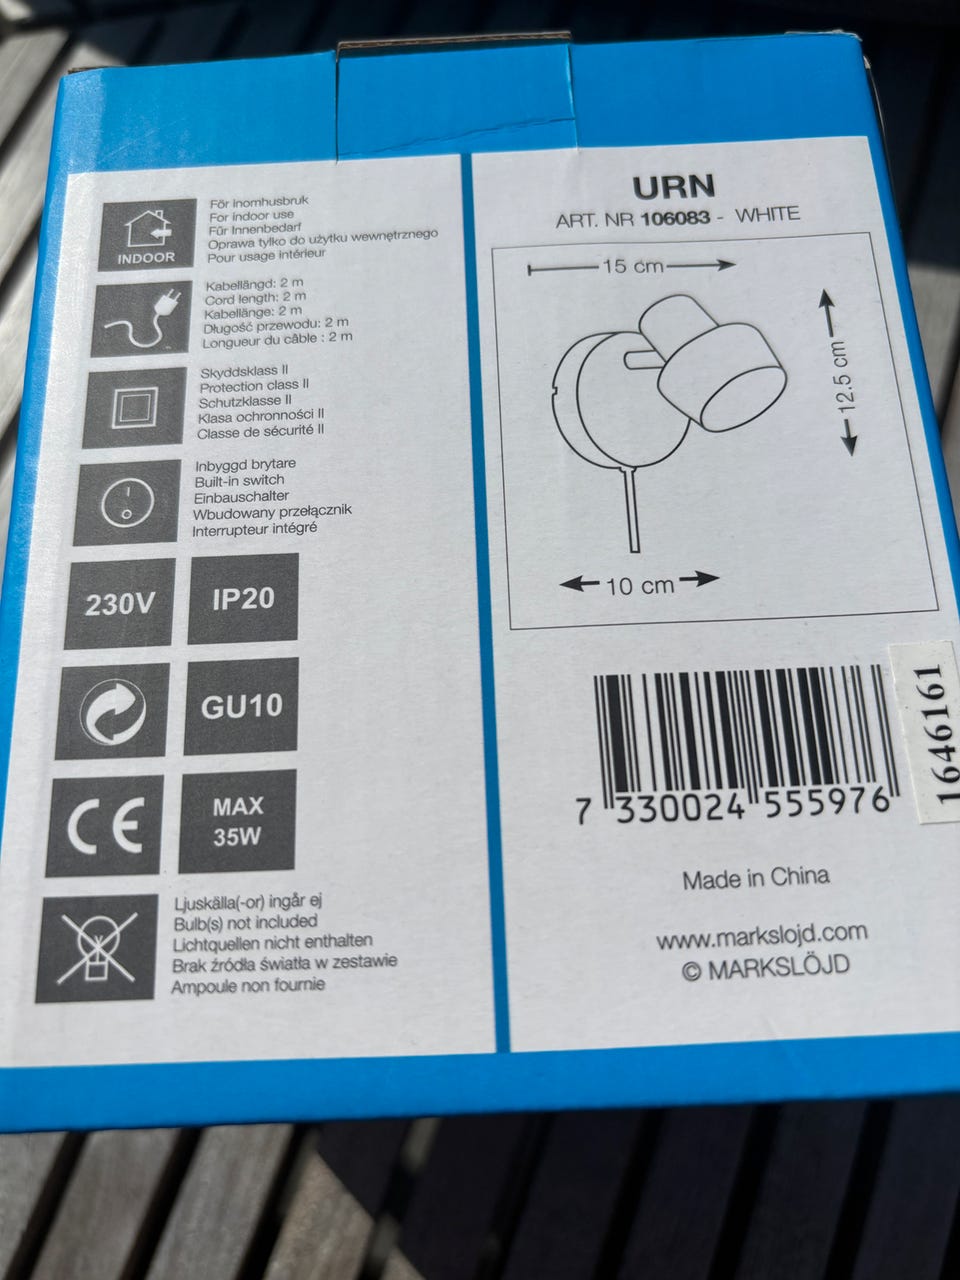 INDOOR
För inomhusbruk
For indoor use
Für Innenbedarf
Oprawa tylko do użytku wewnętrznego
Pour usage intérieur
Kabellängd: 2 m
Cord length: 2 m
Kabellänge: 2 m
Długość przewodu: 2 m
Longueur du câble : 2 m
Skyddsklass II
Protection class II
Schutzklasse II
Klasa ochronności II
Classe de sécurité II
Inbyggd brytare
Built-in switch
Einbauschalter
Wbudowany przełącznik
Interrupteur intégré
230V
IP20
GU10
CE
MAX
35W
Ljuskälla(-or) ingår ej
Bulb(s) not included
Lichtquellen nicht enthalten
Brak źródła światła w zestawie
Ampoule non fournie
URN
ART. NR 106083 - WHITE
15 cm
12.5 cm
10 cm
7 330024 555976
1646161
Made in China
www.markslojd.com
© MARKSLÖJD